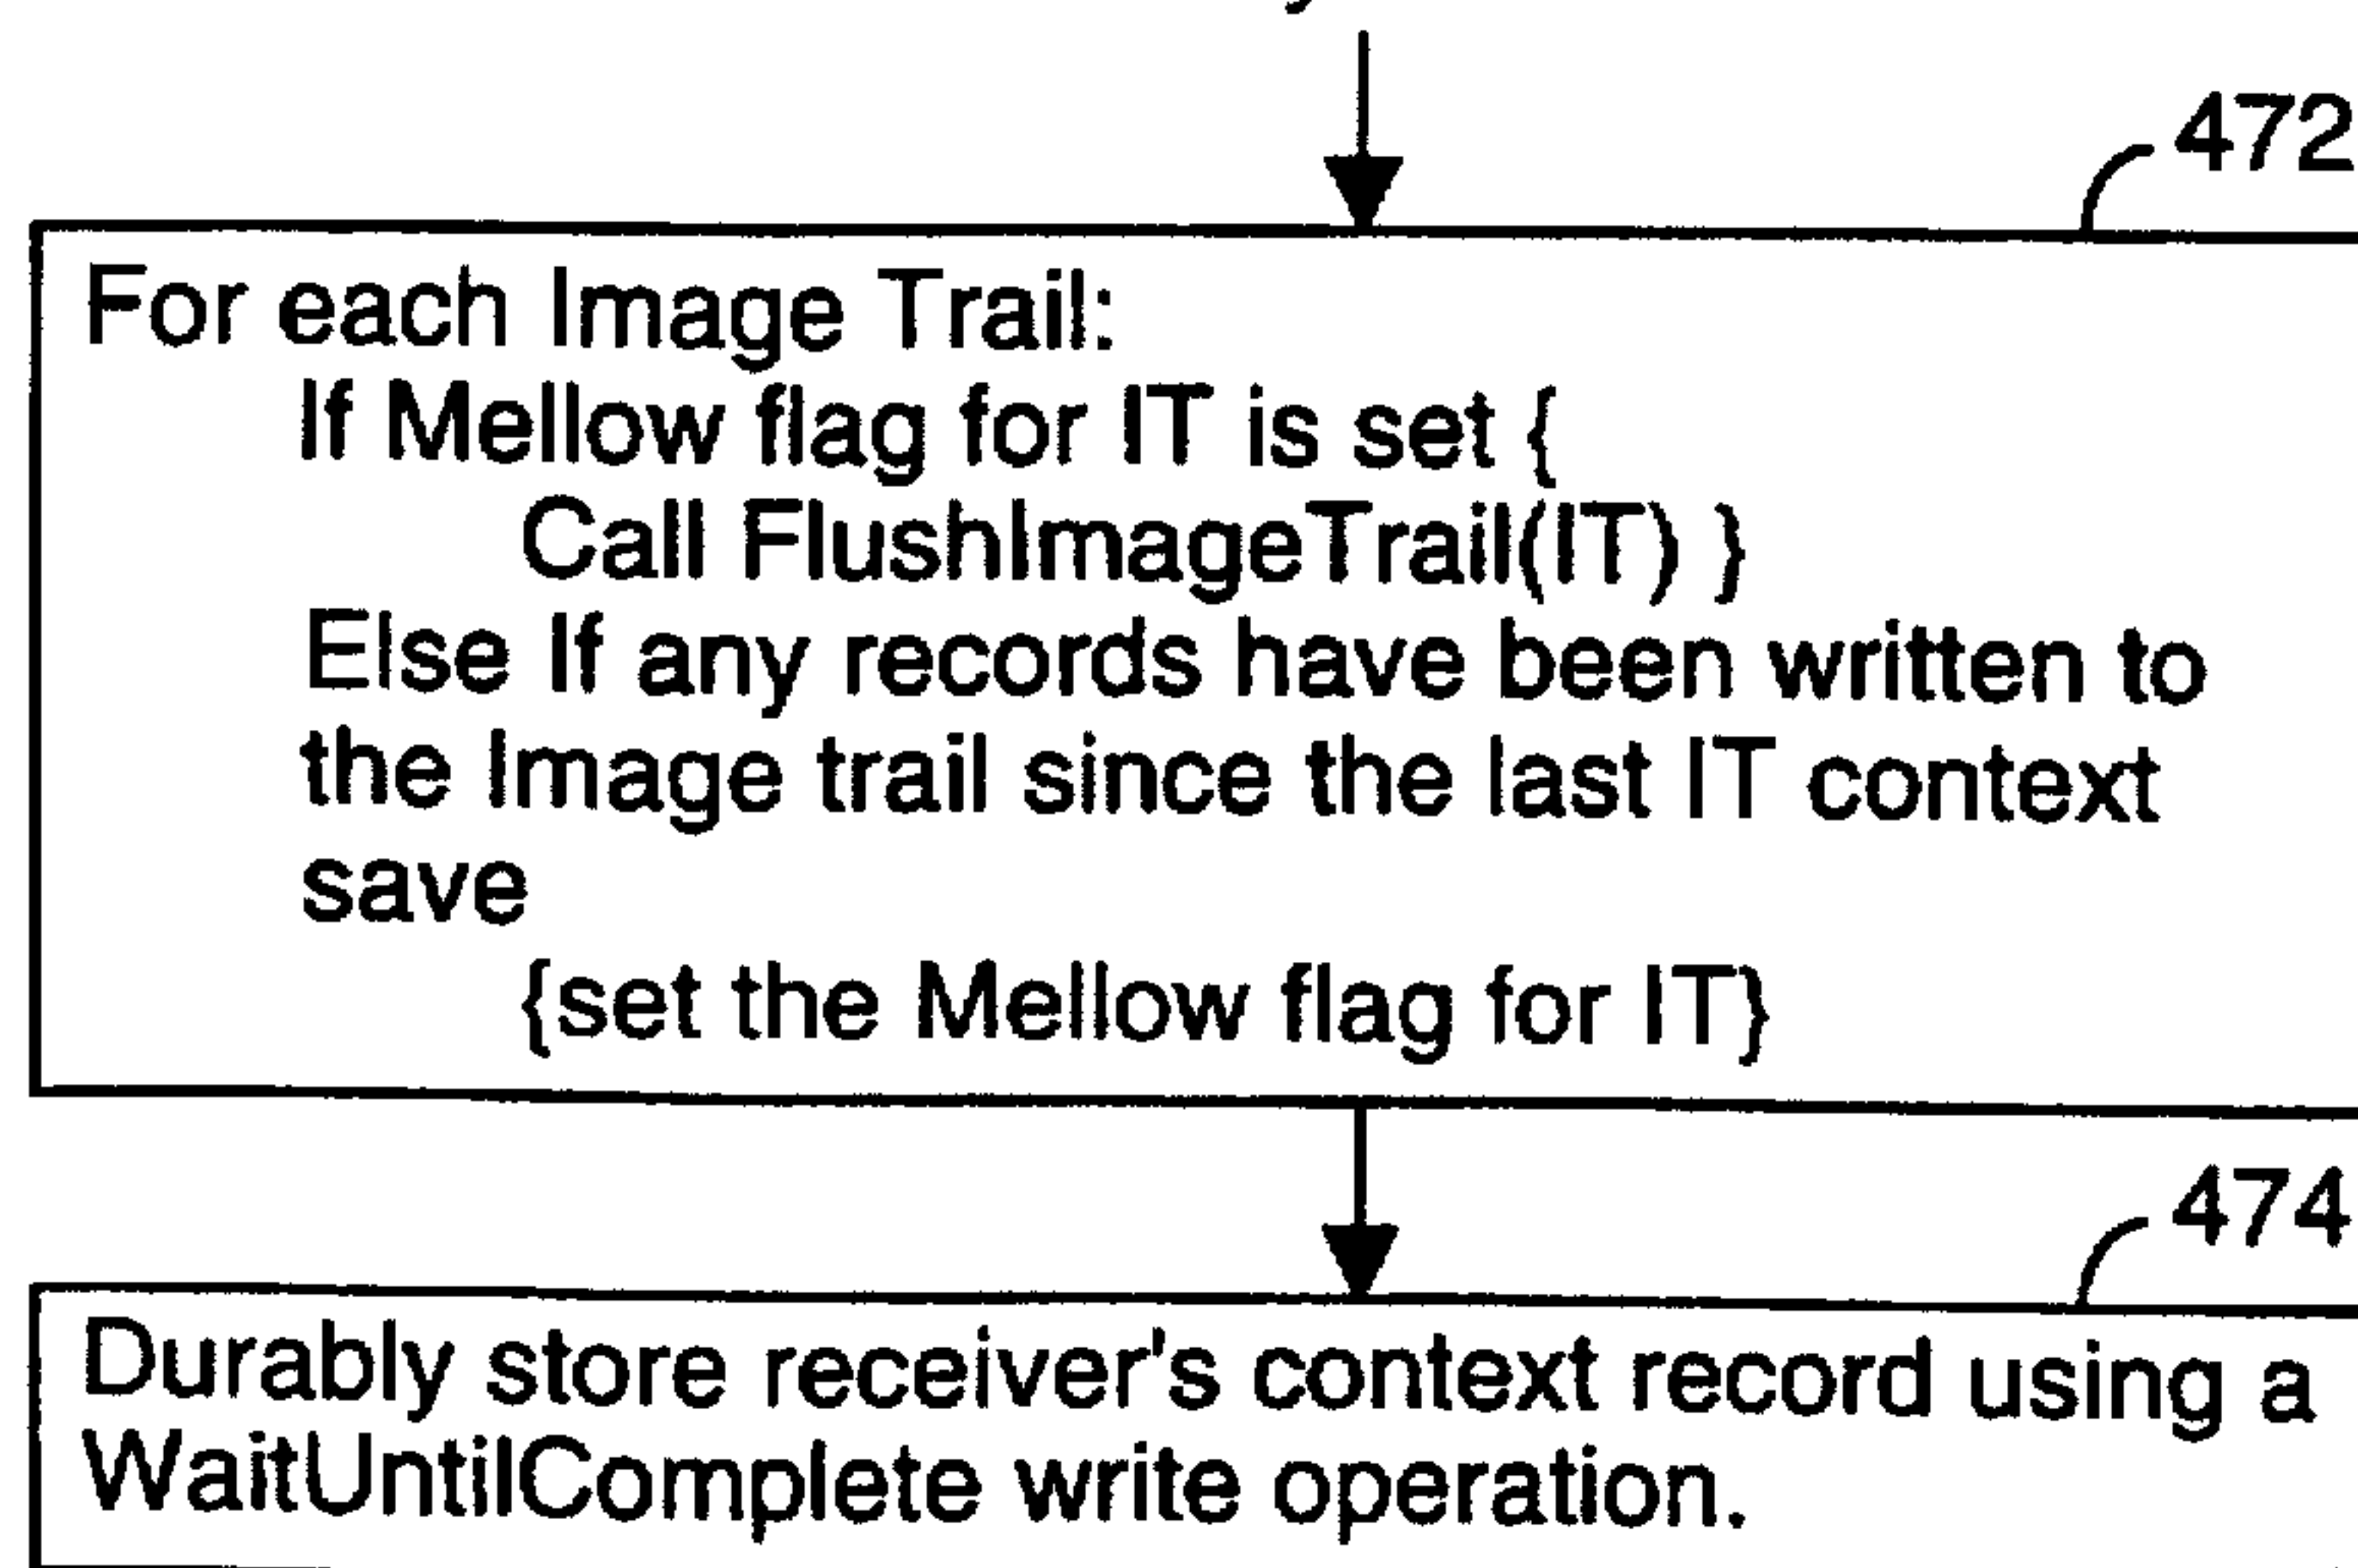 472
For each Image Trail:
If Mellow flag for IT is set {
Call FlushImageTrail(IT) }
Else If any records have been written to
the Image trail since the last IT context
save
{set the Mellow flag for IT}
474
Durably store receiver's context record using a
WaitUntilComplete write operation.